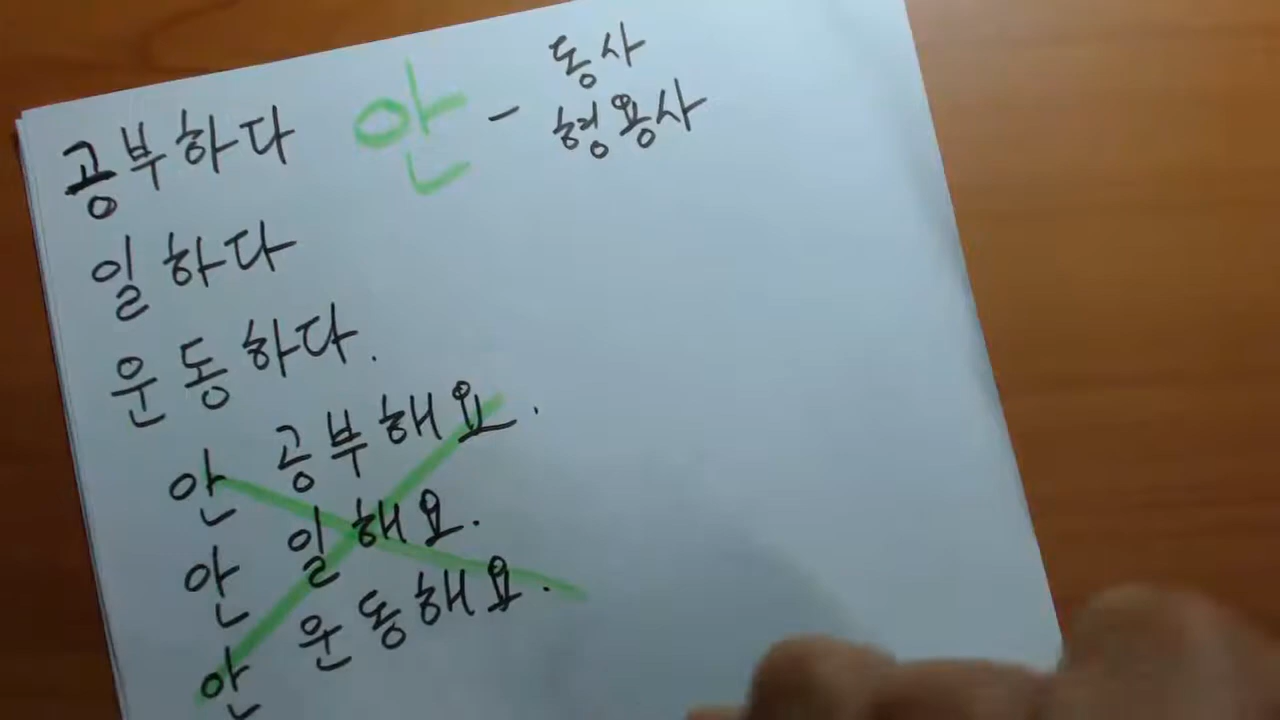 공부하다 안 - 동사
형용사
일하다
운동하다.
안 공부해요.
안 일해요.
안 운동해요.